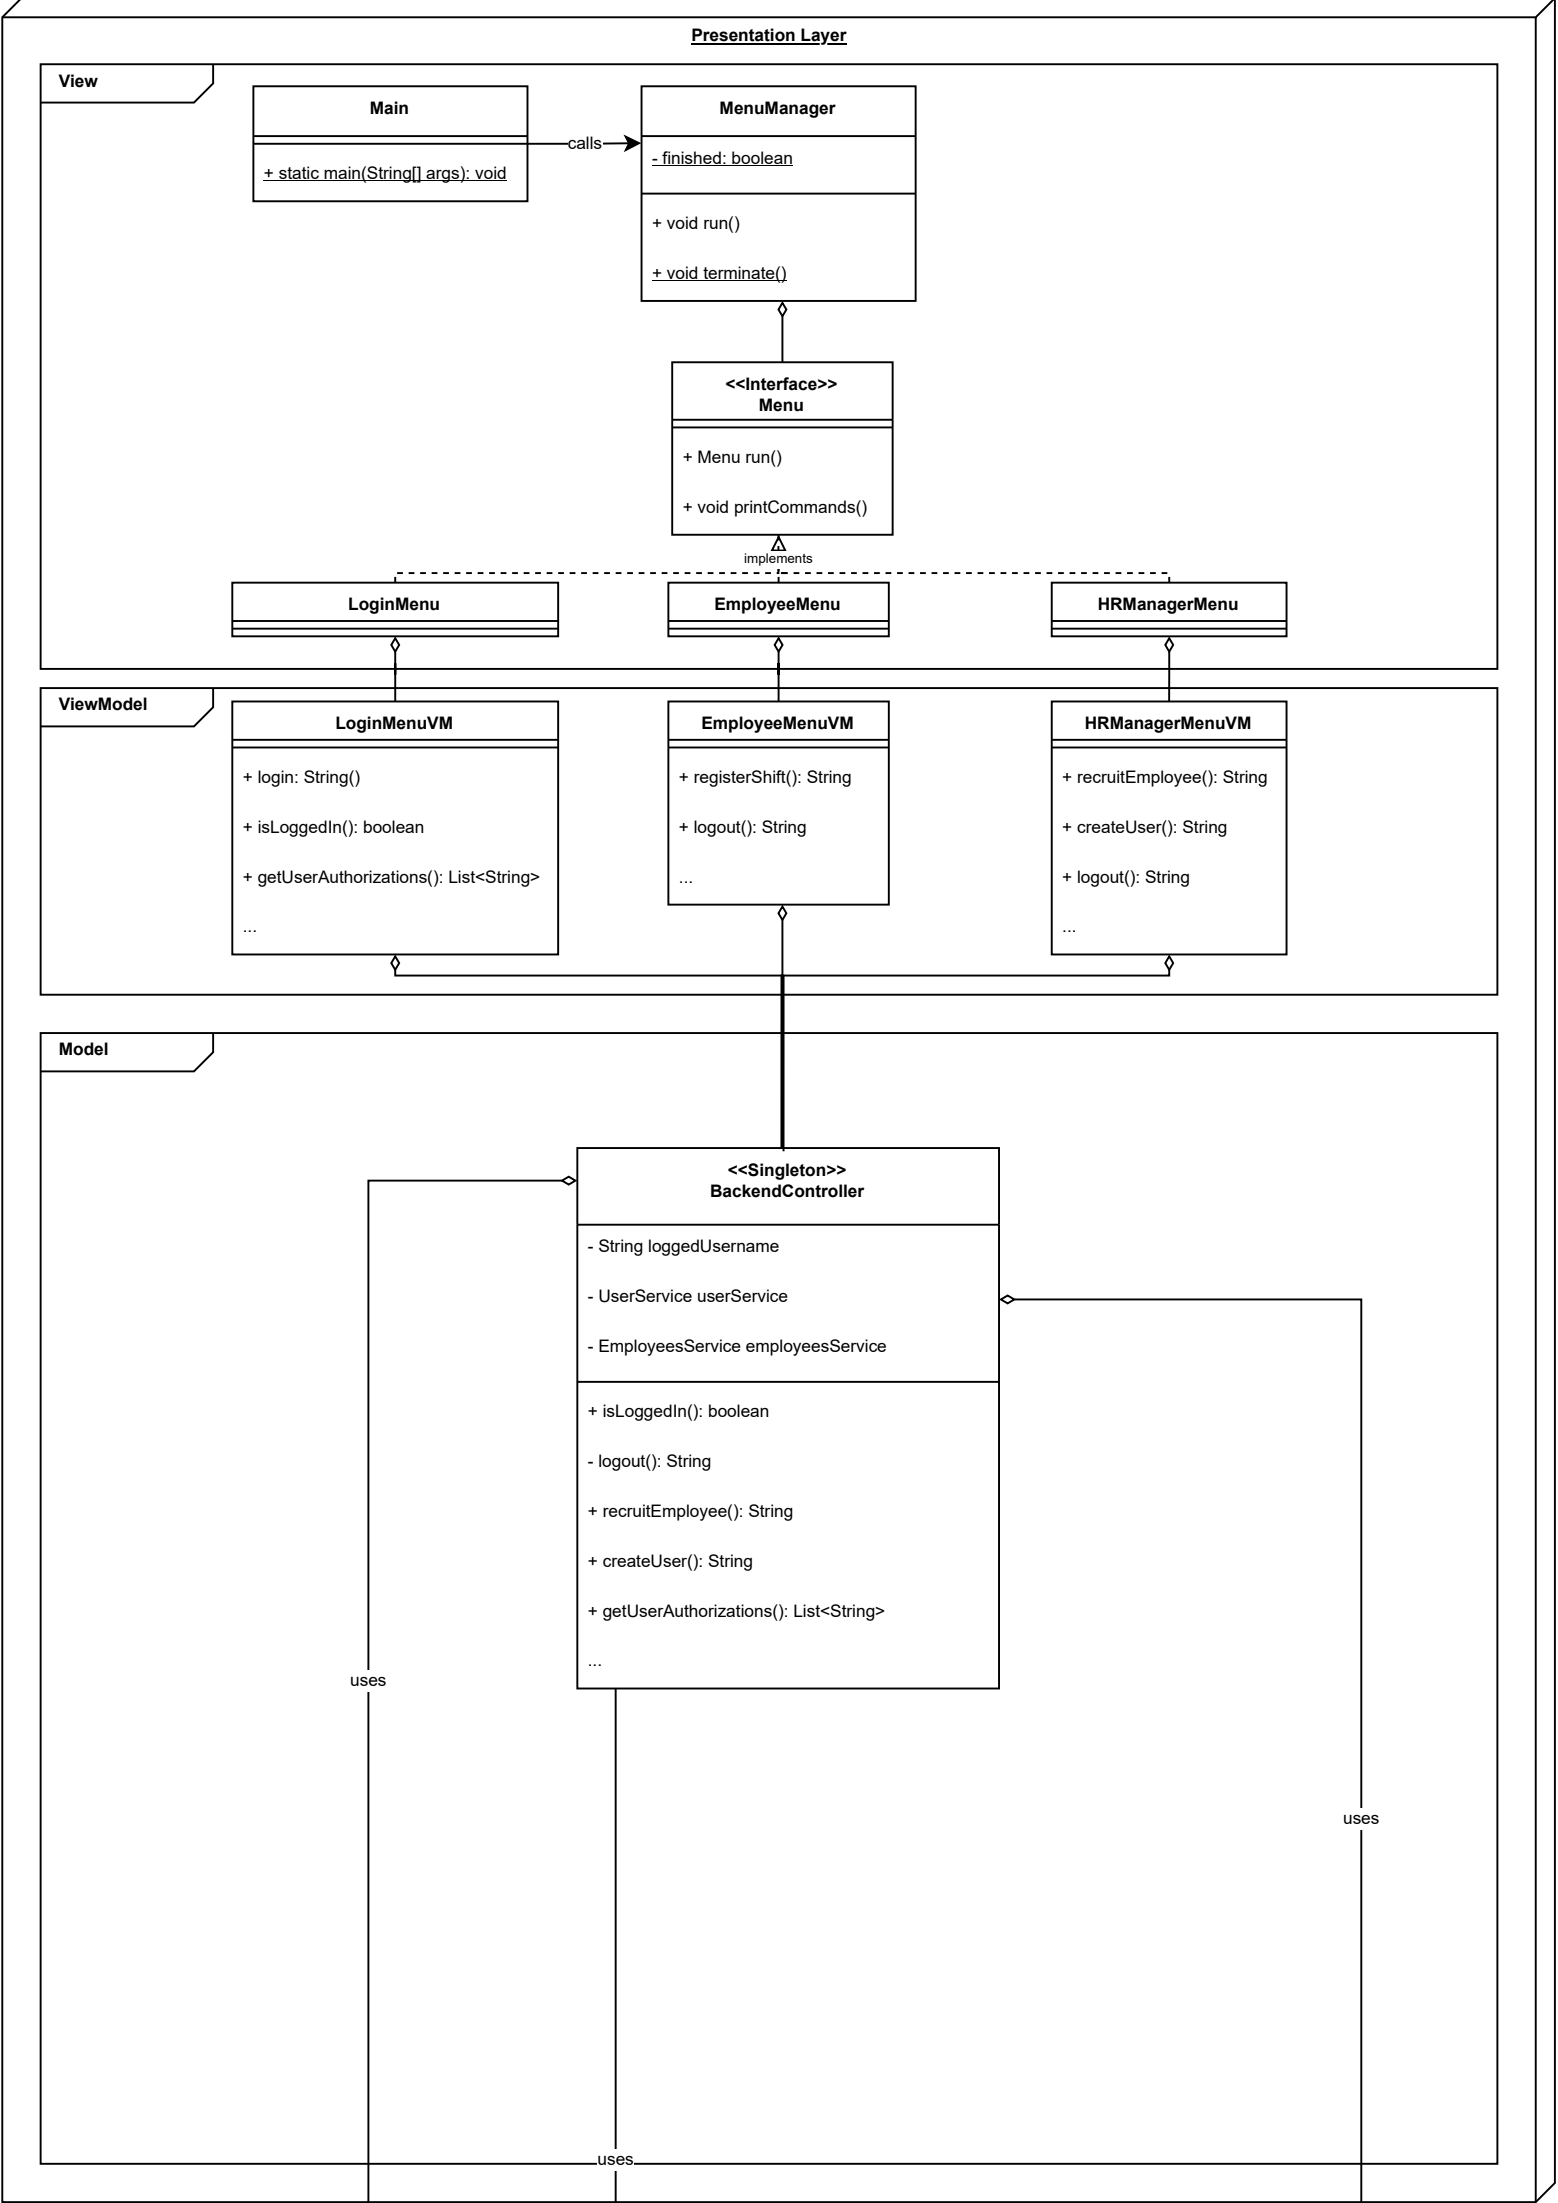 Presentation Layer
View
Main
+ static main(String[] args): void
calls
MenuManager
- finished: boolean
+ void run()
+ void terminate()
<<Interface>>
Menu
+ Menu run()
+ void printCommands()
implements
LoginMenu
EmployeeMenu
HRManagerMenu
ViewModel
LoginMenuVM
+ login: String()
+ isLoggedIn(): boolean
+ getUserAuthorizations(): List<String>
...
EmployeeMenuVM
+ registerShift(): String
+ logout(): String
...
HRManagerMenuVM
+ recruitEmployee(): String
+ createUser(): String
+ logout(): String
...
Model
<<Singleton>>
BackendController
- String loggedUsername
- UserService userService
- EmployeesService employeesService
+ isLoggedIn(): boolean
- logout(): String
+ recruitEmployee(): String
+ createUser(): String
+ getUserAuthorizations(): List<String>
...
uses
uses
uses